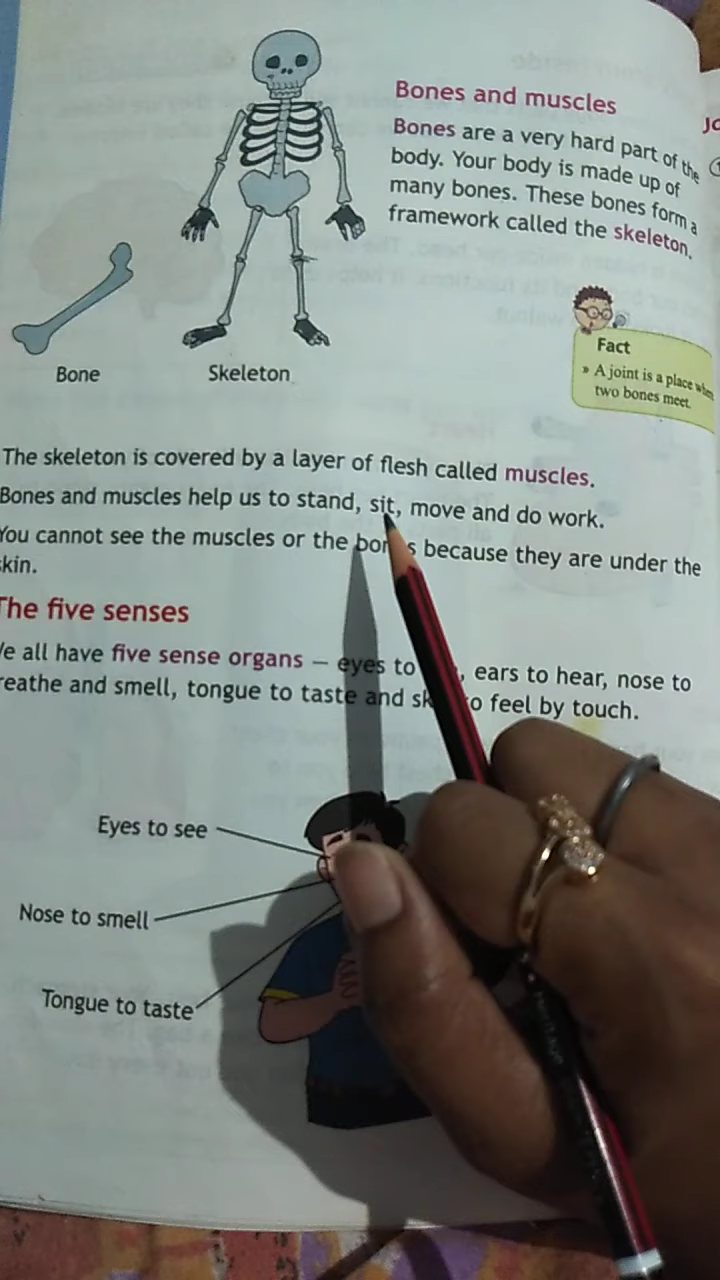 Bones and muscles
Bones are a very hard part of the
body. Your body is made up of
many bones. These bones form a
framework called the skeleton.
Fact
» A joint is a place
two bones meet.
Bone
Skeleton
The skeleton is covered by a layer of flesh called muscles.
Bones and muscles help us to stand, sit, move and do work.
You cannot see the muscles or the because they are under the
kin.
The five senses
e all have five sense organs — eyes to , ears to hear, nose to
reathe and smell, tongue to taste and to feel by touch.
Eyes to see
Nose to smell
Tongue to taste